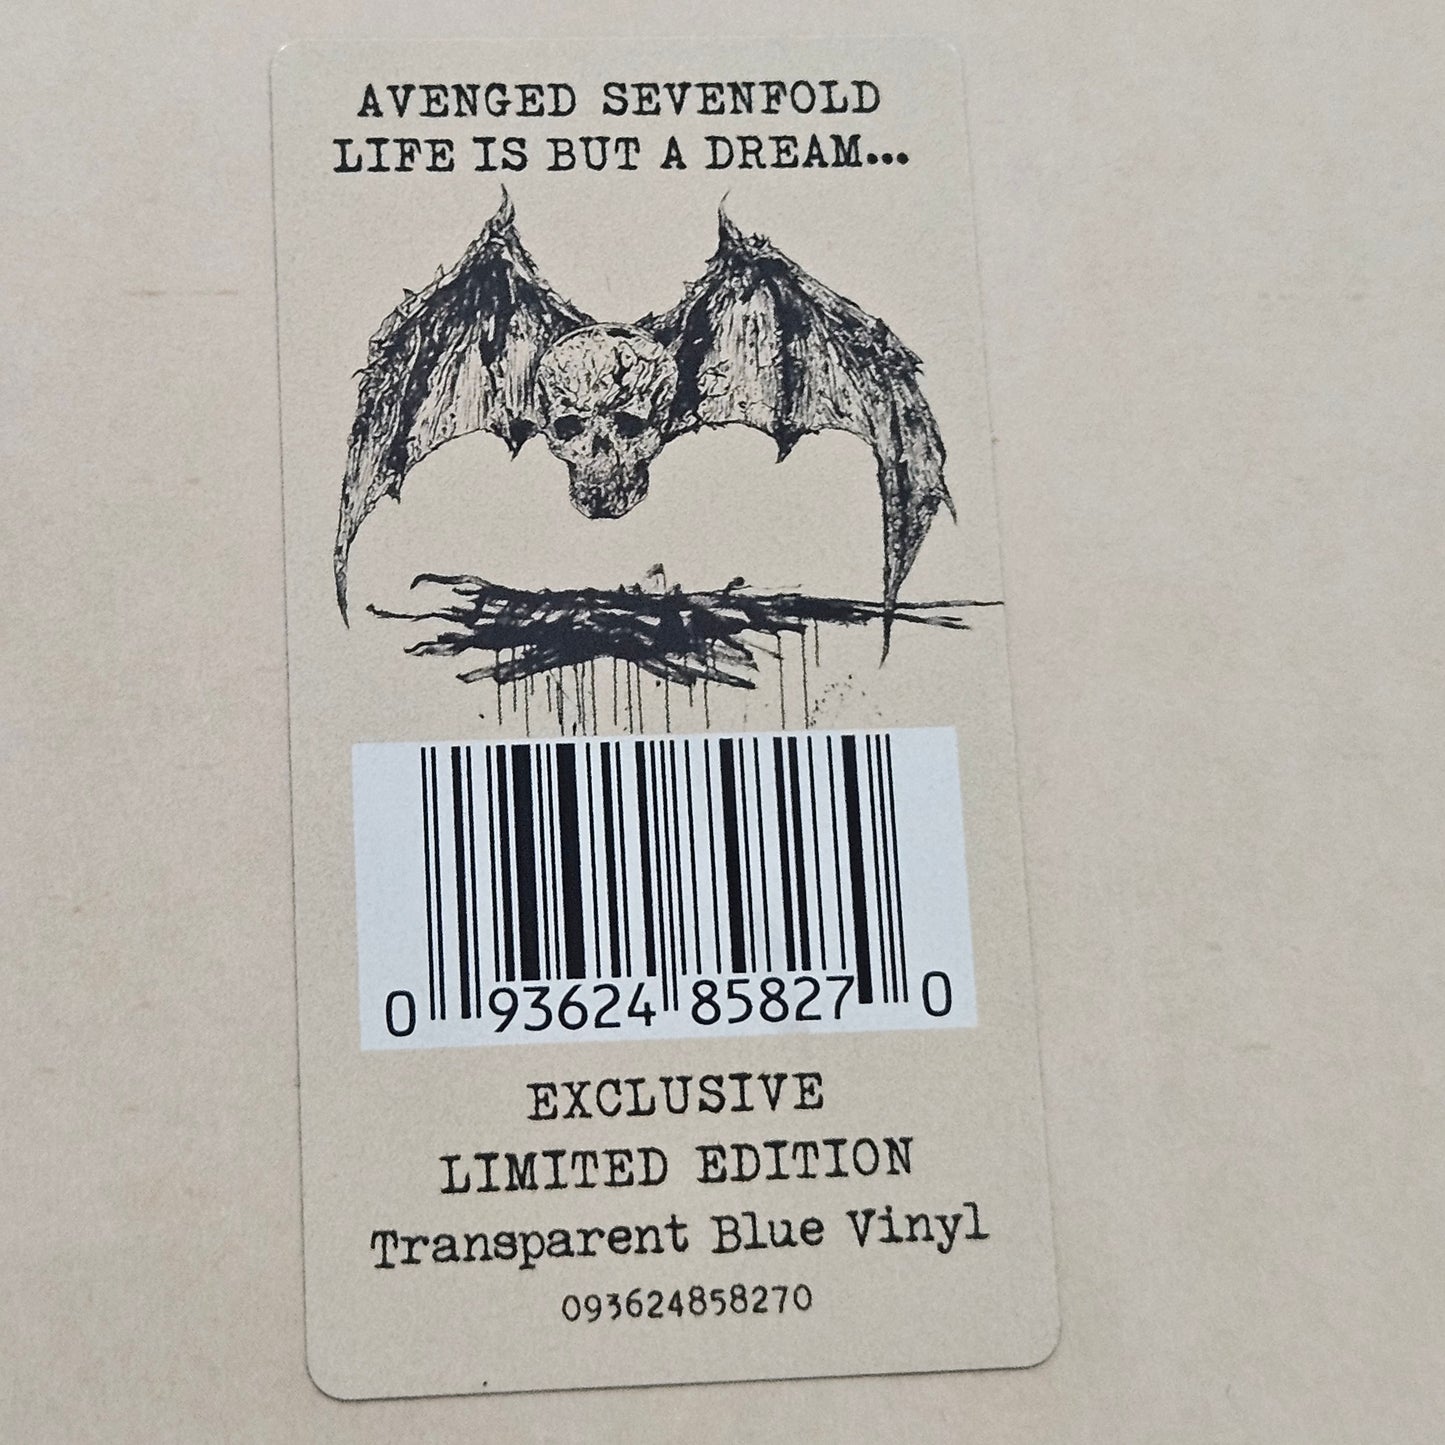 AVENGED SEVENFOLD
LIFE IS BUT A DREAM...
0 93624 85827 0
EXCLUSIVE
LIMITED EDITION
Transparent Blue Vinyl
093624858270